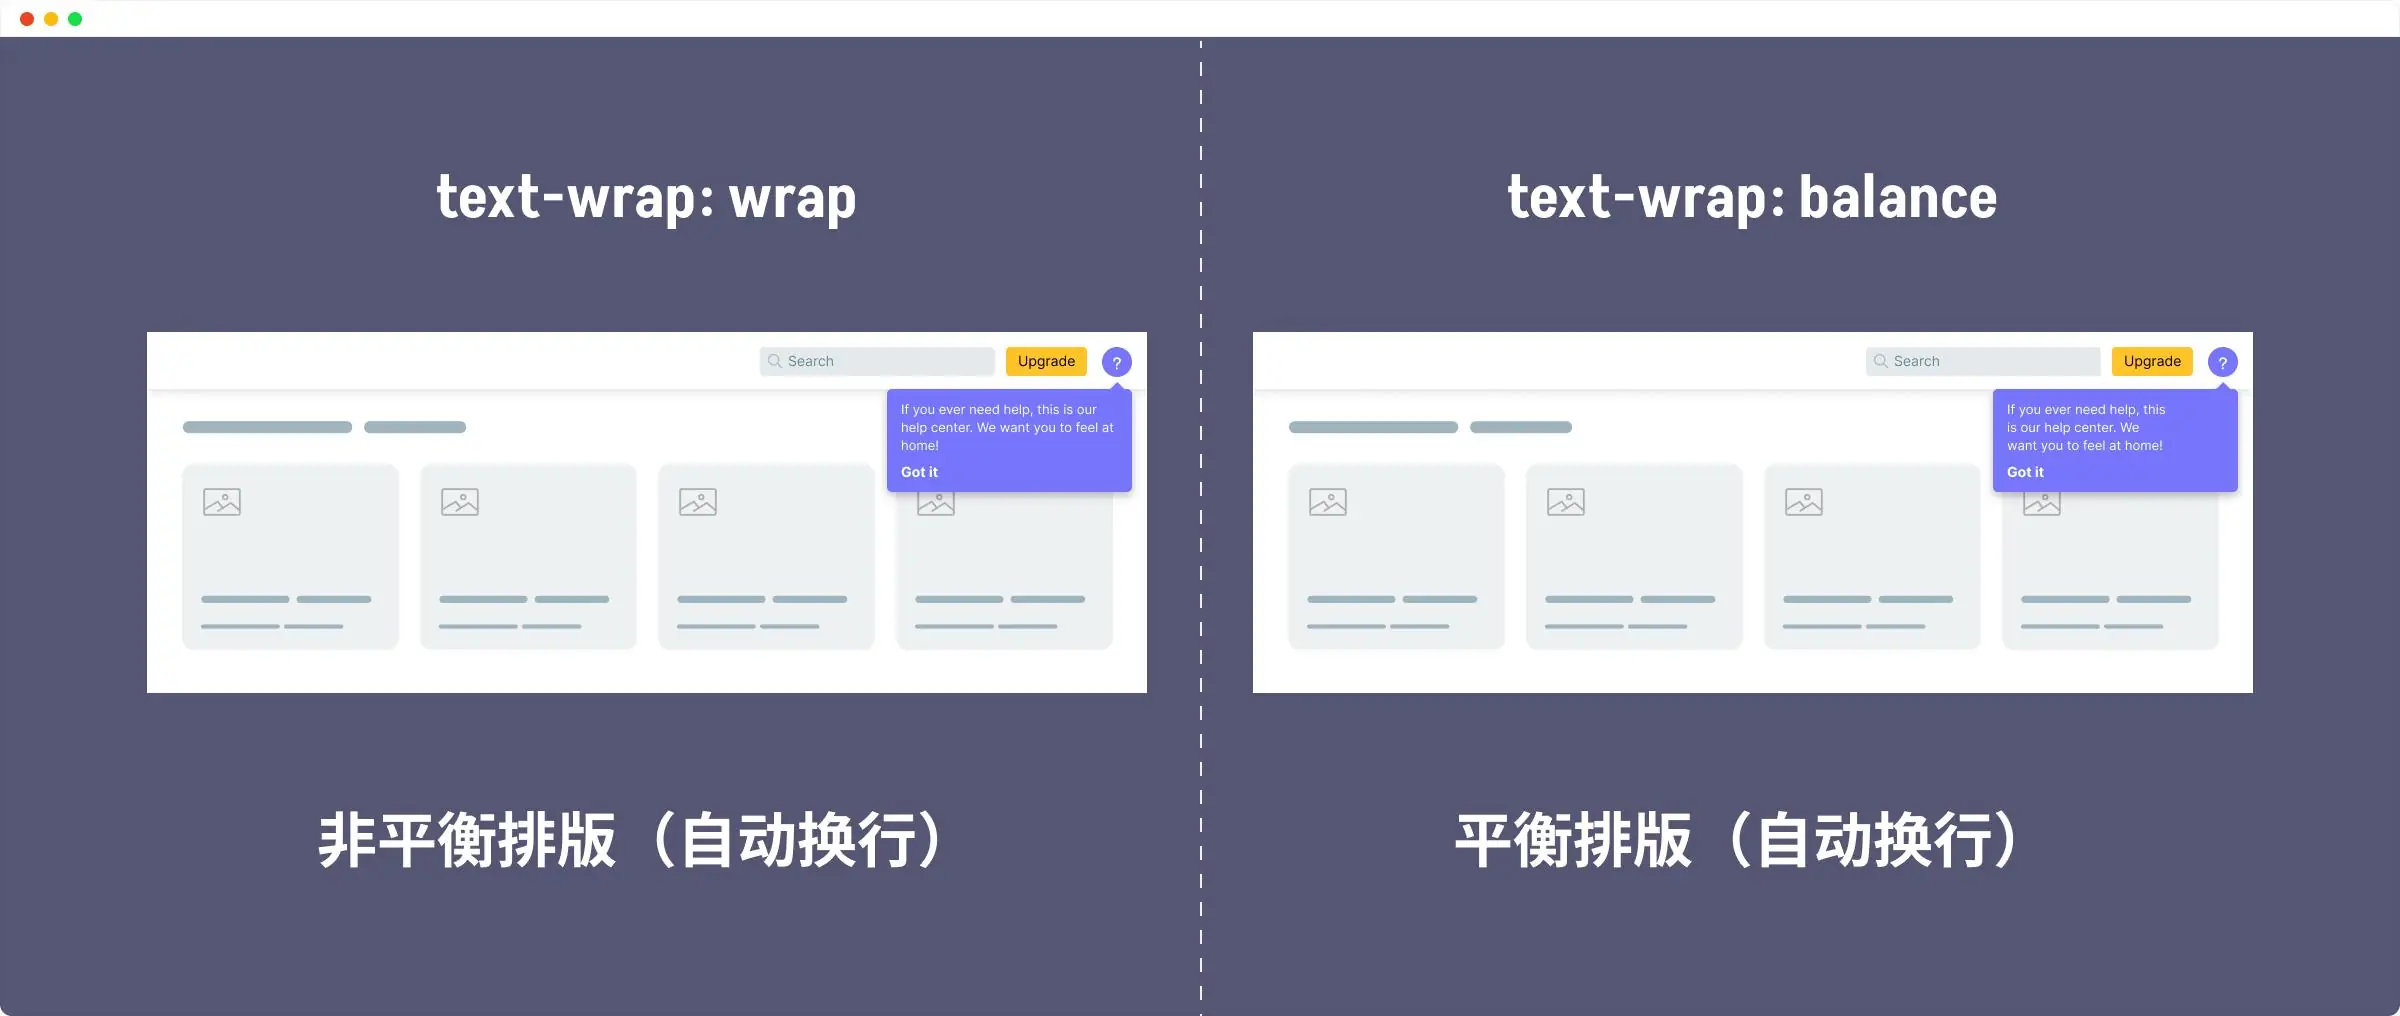 text-wrap: wrap
Search
Upgrade
?
If you ever need help, this is our
help center. We want you to feel at
home!
Got it
非平衡排版（自动换行）
text-wrap: balance
Search
Upgrade
?
If you ever need help, this
is our help center. We
want you to feel at home!
Got it
平衡排版（自动换行）